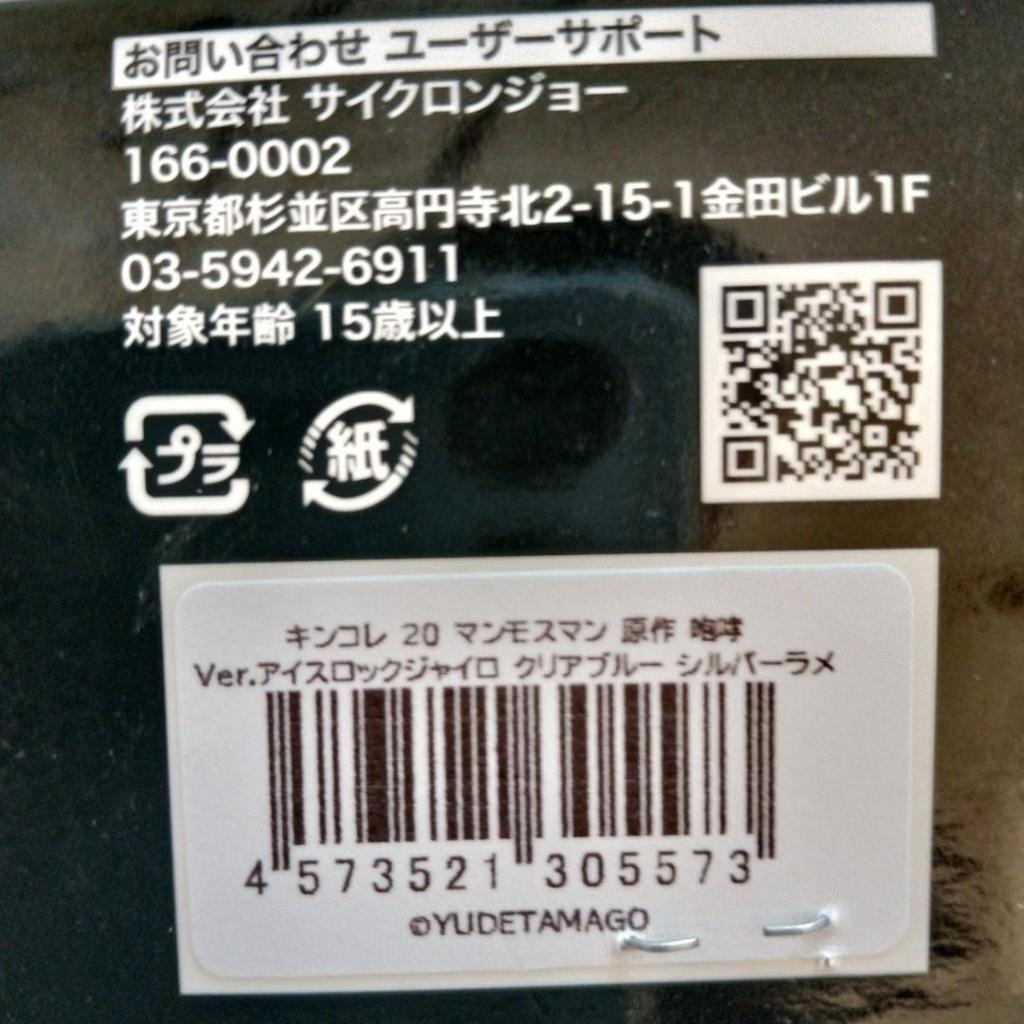 お問い合わせ ユーザーサポート
株式会社 サイクロンジョー
166-0002
東京都杉並区高円寺北2-15-1金田ビル1F
03-5942-6911
対象年齢 15歳以上
プラ 紙
キンコレ 20 マンモスマン 原作 咆哮
Ver.アイスロックジャイロ クリアブルー シルバーラメ
4 573521 305573
©YUDETAMAGO